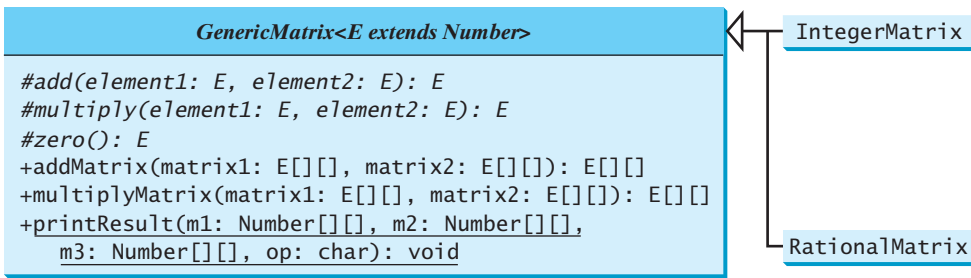 GenericMatrix<E extends Number>
#add(element1: E, element2: E): E
#multiply(element1: E, element2: E): E
#zero(): E
+addMatrix(matrix1: E[][], matrix2: E[][]): E[][]
+multiplyMatrix(matrix1: E[][], matrix2: E[][]): E[][]
+printResult(m1: Number[][], m2: Number[][],
m3: Number[][], op: char): void
IntegerMatrix
RationalMatrix